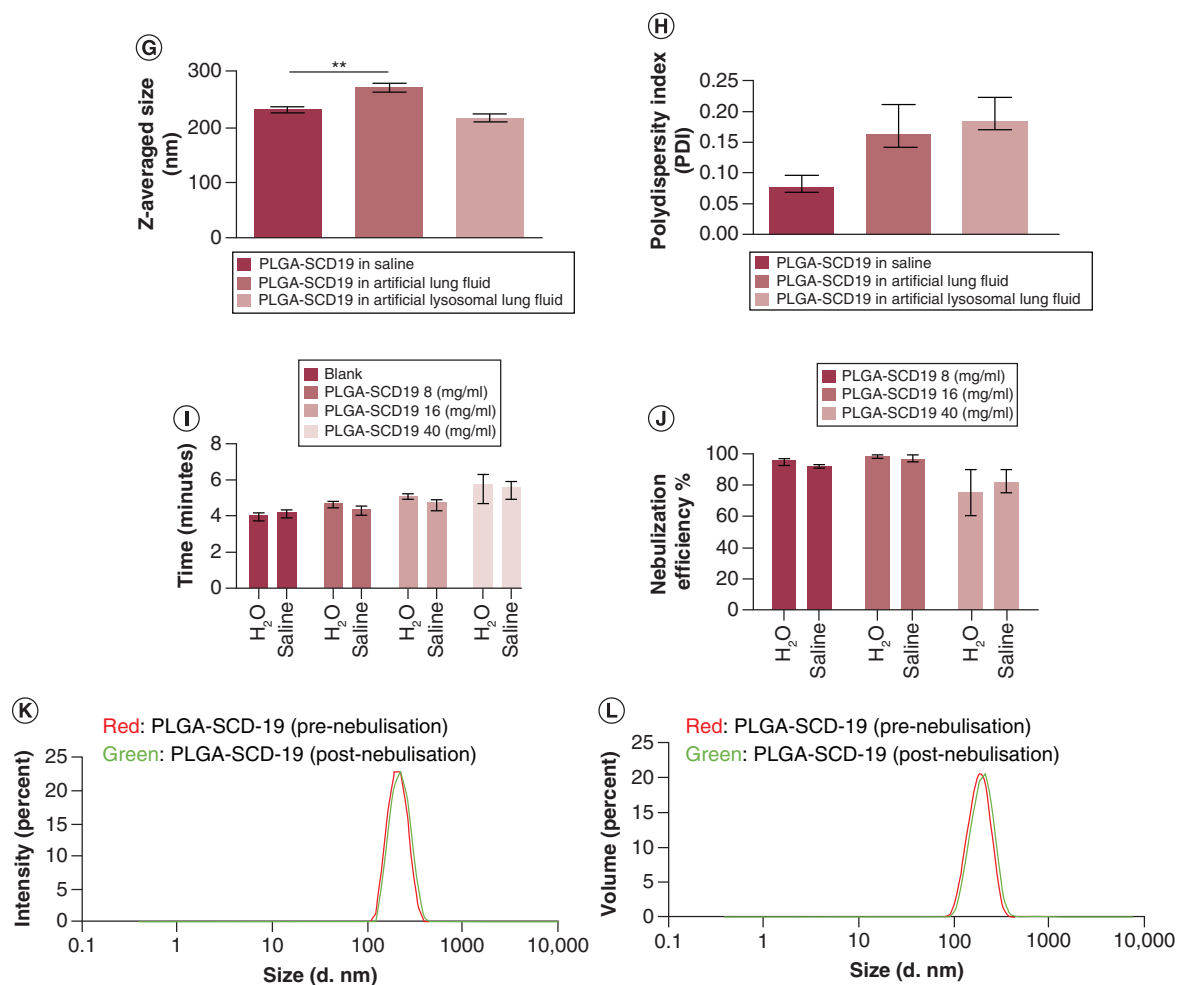 G
**
Z-averaged size
(nm)
300
200
100
0
PLGA-SCD19 in saline
PLGA-SCD19 in artificial lung fluid
PLGA-SCD19 in artificial lysosomal lung fluid
H
Polydispersity index
(PDI)
0.25
0.20
0.15
0.10
0.05
0.00
PLGA-SCD19 in saline
PLGA-SCD19 in artificial lung fluid
PLGA-SCD19 in artificial lysosomal lung fluid
I
Blank
PLGA-SCD19 8 (mg/ml)
PLGA-SCD19 16 (mg/ml)
PLGA-SCD19 40 (mg/ml)
Time (minutes)
8
6
4
2
0
H₂O
Saline
H₂O
Saline
H₂O
Saline
H₂O
Saline
J
PLGA-SCD19 8 (mg/ml)
PLGA-SCD19 16 (mg/ml)
PLGA-SCD19 40 (mg/ml)
Nebulization
efficiency %
100
80
60
40
20
0
H₂O
Saline
H₂O
Saline
H₂O
Saline
K
Red: PLGA-SCD-19 (pre-nebulisation)
Green: PLGA-SCD-19 (post-nebulisation)
Intensity (percent)
25
20
15
10
5
0
0.1 1 10 100 1000 10,000
Size (d. nm)
L
Red: PLGA-SCD-19 (pre-nebulisation)
Green: PLGA-SCD-19 (post-nebulisation)
Volume (percent)
25
20
15
10
5
0
0.1 1 10 100 1000 10,000
Size (d. nm)